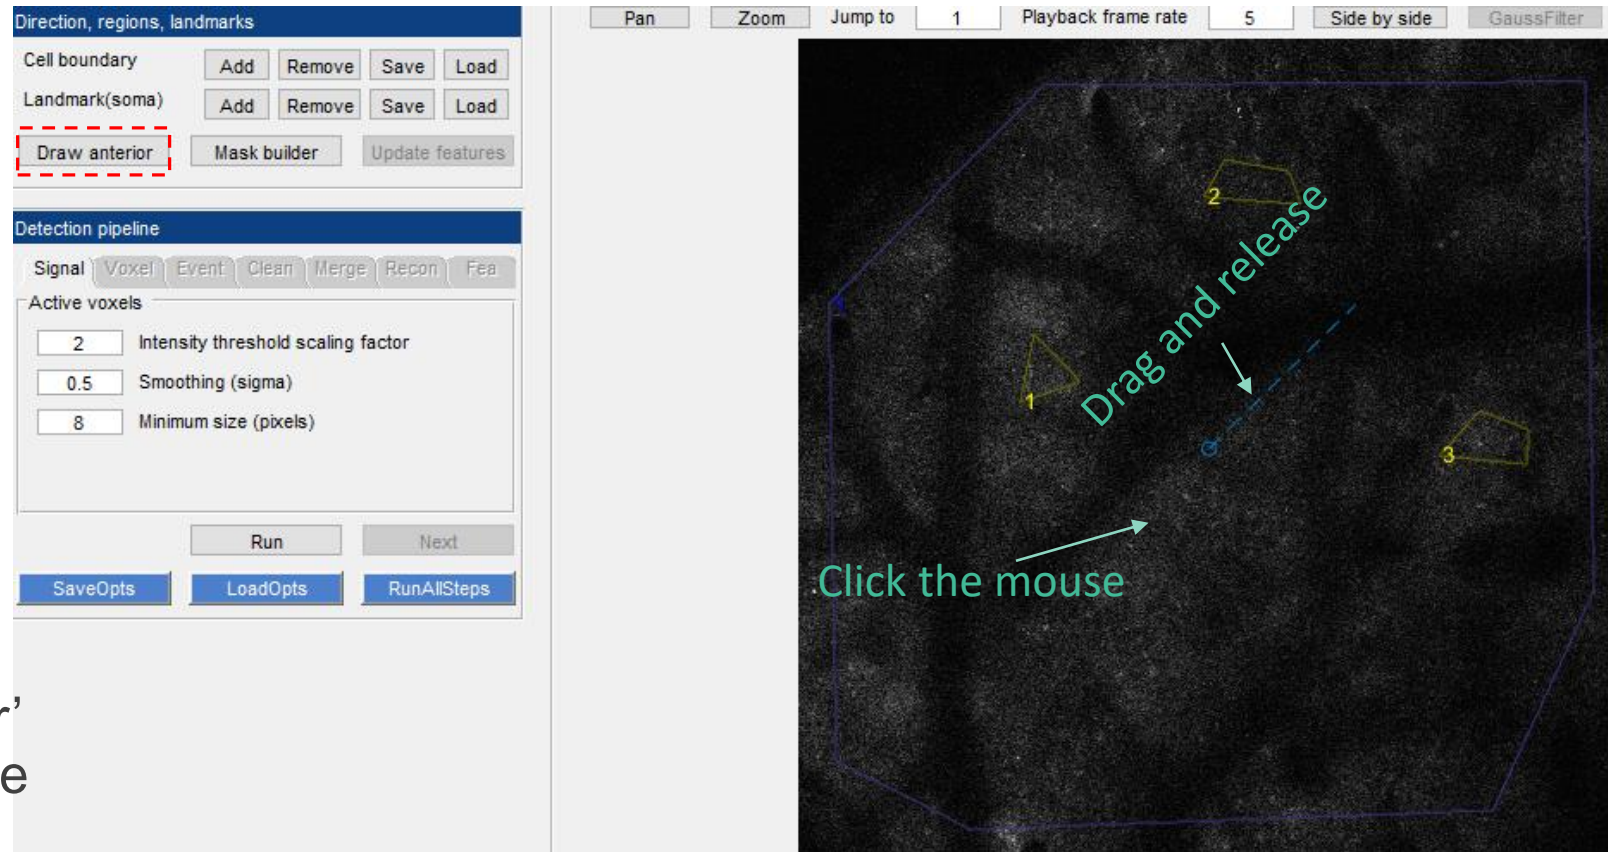 Direction, regions, landmarks
Cell boundary Add Remove Save Load
Landmark(soma) Add Remove Save Load
Draw anterior Mask builder Update features
Detection pipeline
Signal Voxel Event Clean Merge Recon Fea
Active voxels
2 Intensity threshold scaling factor
0.5 Smoothing (sigma)
8 Minimum size (pixels)
Run Next
SaveOpts LoadOpts RunAllSteps
r’
e
Pan Zoom Jump to 1 Playback frame rate 5 Side by side GaussFilter
2
Drag and release
1
1
3
Click the mouse